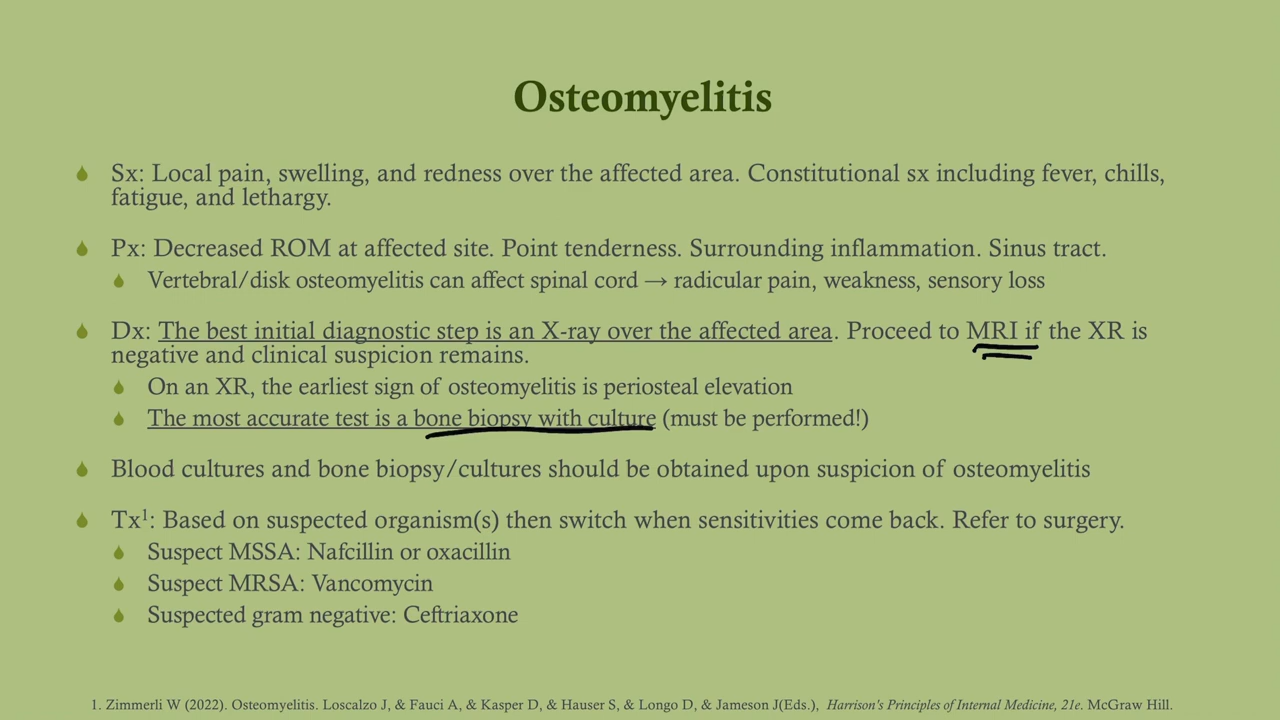 Osteomyelitis
Sx: Local pain, swelling, and redness over the affected area. Constitutional sx including fever, chills,
fatigue, and lethargy.
Px: Decreased ROM at affected site. Point tenderness. Surrounding inflammation. Sinus tract.
Vertebral/disk osteomyelitis can affect spinal cord → radicular pain, weakness, sensory loss
Dx: The best initial diagnostic step is an X-ray over the affected area. Proceed to MRI if the XR is
negative and clinical suspicion remains.
On an XR, the earliest sign of osteomyelitis is periosteal elevation
The most accurate test is a bone biopsy with culture (must be performed!)
Blood cultures and bone biopsy/cultures should be obtained upon suspicion of osteomyelitis
Tx¹: Based on suspected organism(s) then switch when sensitivities come back. Refer to surgery.
Suspect MSSA: Nafcillin or oxacillin
Suspect MRSA: Vancomycin
Suspected gram negative: Ceftriaxone
1. Zimmerli W (2022). Osteomyelitis. Loscalzo J, & Fauci A, & Kasper D, & Hauser S, & Longo D, & Jameson J(Eds.), Harrison's Principles of Internal Medicine, 21e. McGraw Hill.